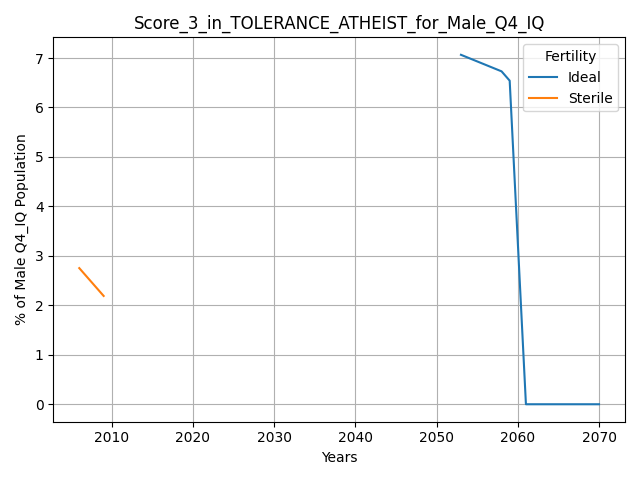 Score_3_in_TOLERANCE_ATHEIST_for_Male_Q4_IQ
Fertility
Ideal
Sterile
% of Male Q4_IQ Population
7
6
5
4
3
2
1
0
2010 2020 2030 2040 2050 2060 2070
Years